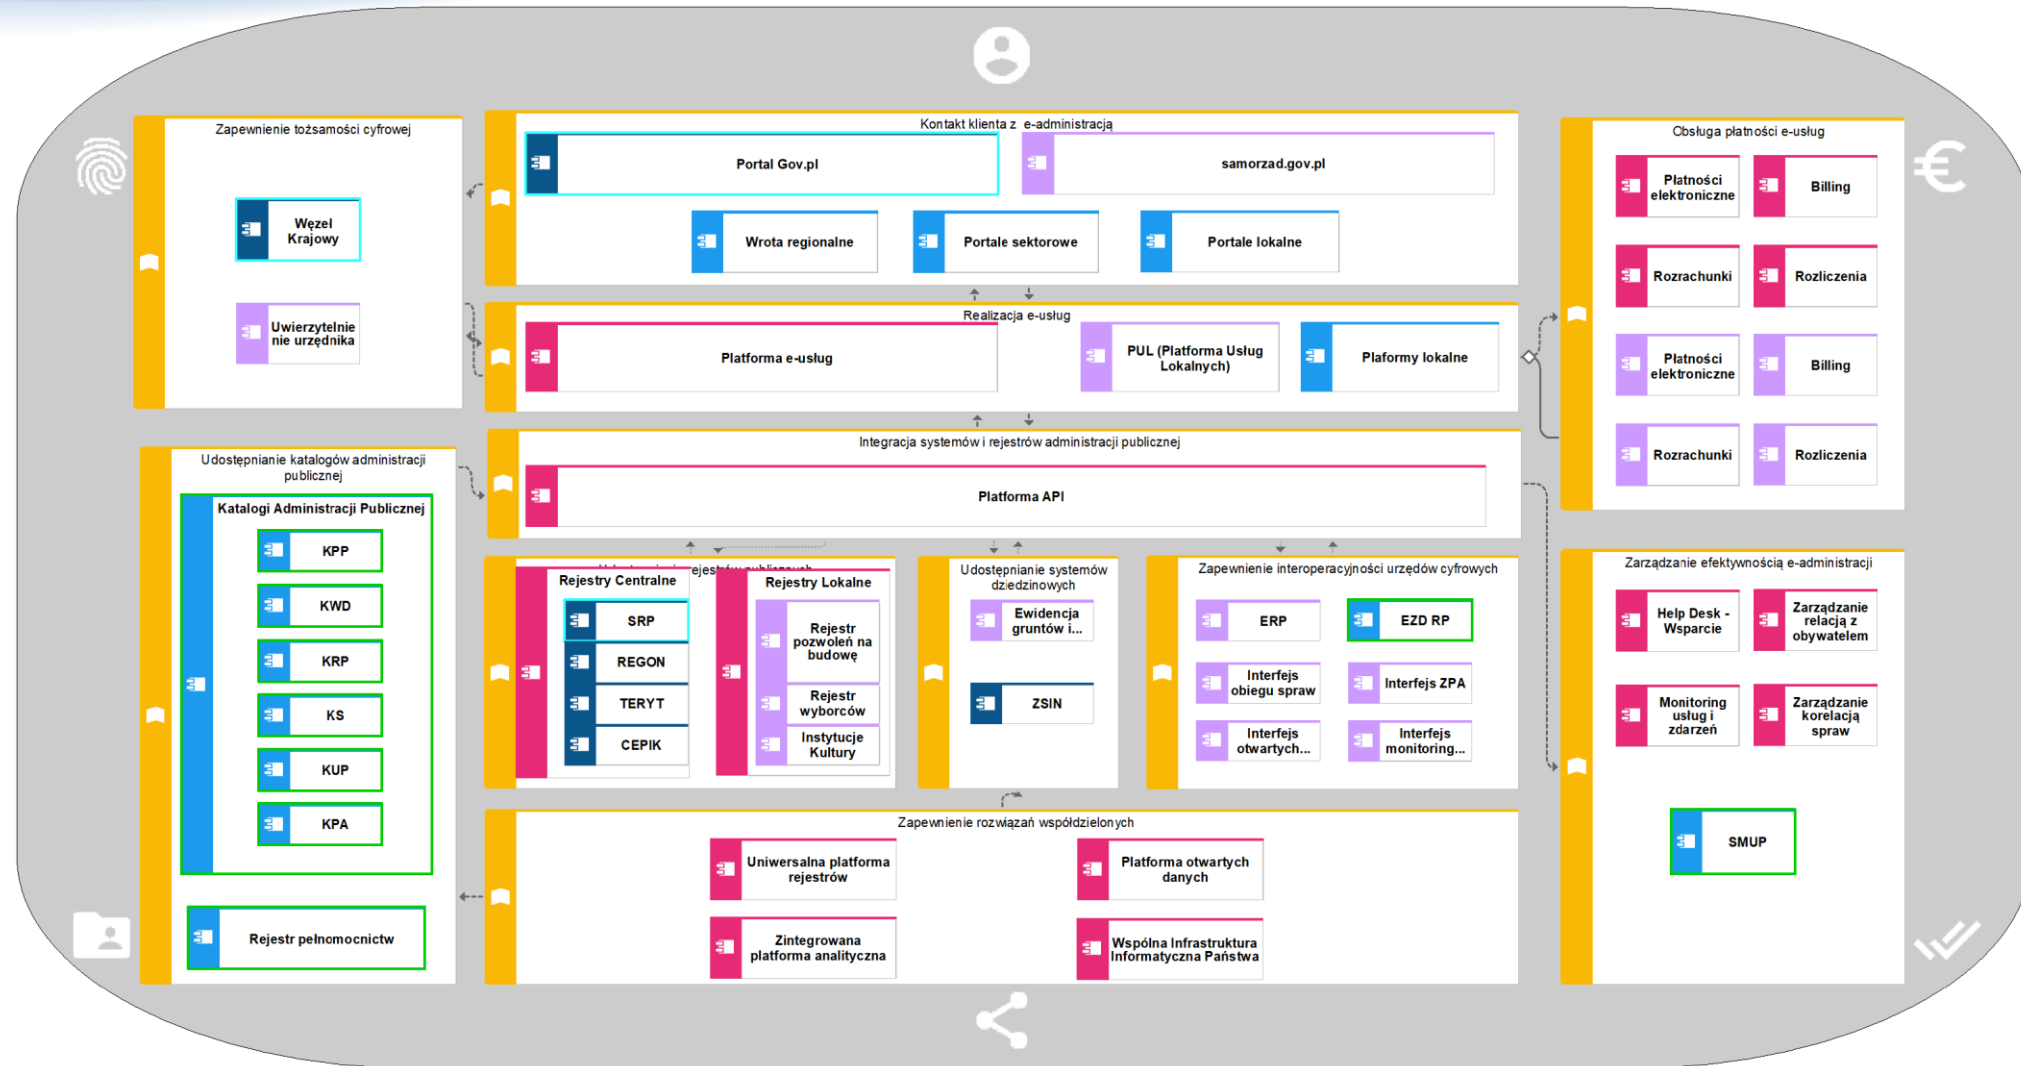 Zapewnienie tożsamości cyfrowej
Węzeł
Krajowy
Uwierzytelnie
nie urzędnika
Kontakt klienta z e-administracją
Portal Gov.pl
samorzad.gov.pl
Wrota regionalne
Portale sektorowe
Portale lokalne
Realizacja e-usług
Platforma e-usług
PUL (Platforma Usług
Lokalnych)
Plaformy lokalne
Integracja systemów i rejestrów administracji publicznej
Platforma API
Obsługa płatności e-usług
Płatności
elektroniczne
Billing
Rozrachunki
Rozliczenia
Płatności
elektroniczne
Billing
Rozrachunki
Rozliczenia
Udostępnianie katalogów administracji
publicznej
Katalogi Administracji Publicznej
KPP
KWD
KRP
KS
KUP
KPA
Rejestr pełnomocnictw
Rejestry Centralne
SRP
REGON
TERYT
CEPIK
Rejestry Lokalne
Rejestr
pozwoleń na
budowę
Rejestr
wyborców
Instytucje
Kultury
Udostępnianie systemów
dziedzinowych
Ewidencja
gruntów i...
ZSIN
Zapewnienie interoperacyjności urzędów cyfrowych
ERP
EZD RP
Interfejs
obiegu spraw
Interfejs ZPA
Interfejs
otwartych...
Interfejs
monitoring...
Zarządzanie efektywnością e-administracji
Help Desk -
Wsparcie
Zarządzanie
relacją z
obywatelem
Monitoring
usług i
zdarzeń
Zarządzanie
korelacją
spraw
SMUP
Zapewnienie rozwiązań współdzielonych
Uniwersalna platforma
rejestrów
Platforma otwartych
danych
Zintegrowana
platforma analityczna
Wspólna Infrastruktura
Informatyczna Państwa